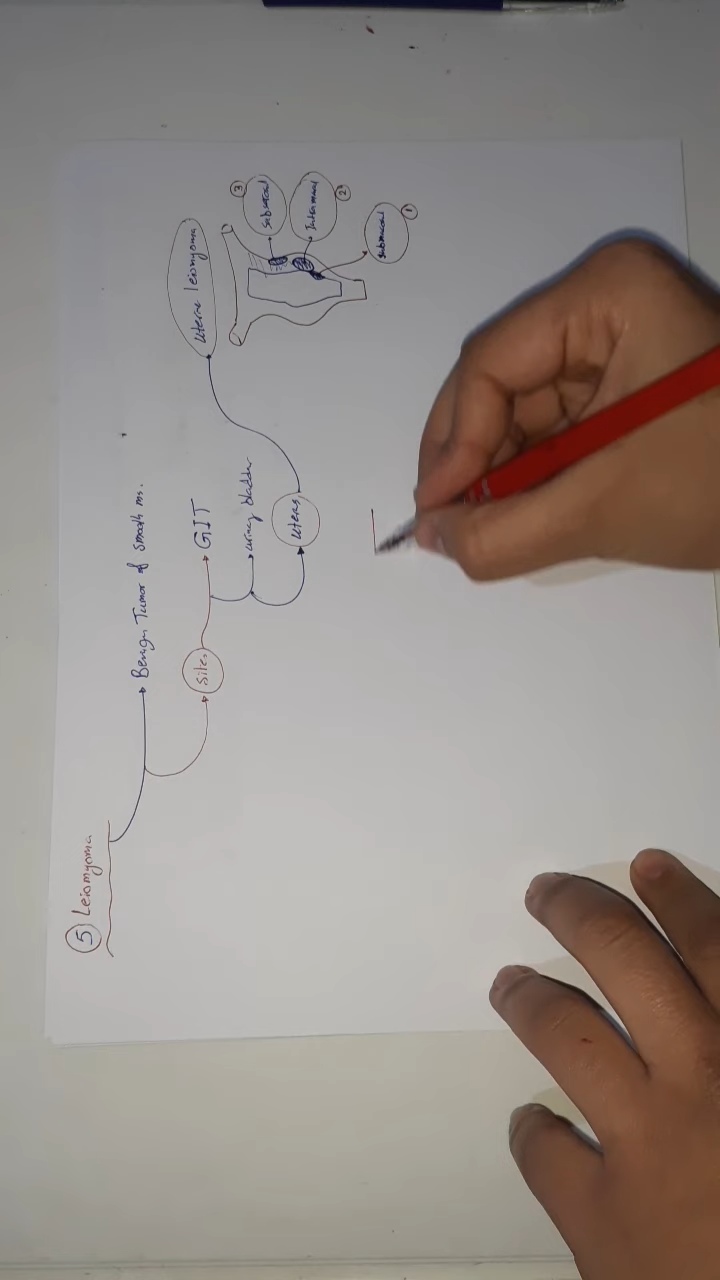 5 Leiomyoma
Benign Tumor of smooth ms.
Sites
GIT
urinary bladder
Uterus
Uterine leiomyoma
3 Subserosal
2 Intramural
1 submucosal